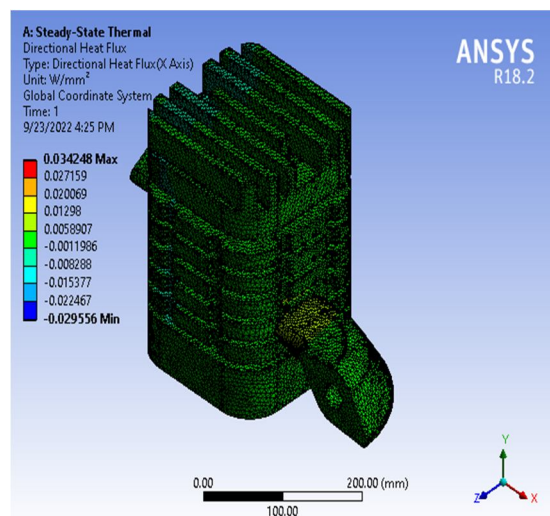 A: Steady-State Thermal
Directional Heat Flux
Type: Directional Heat Flux(X Axis)
Unit: W/mm²
Global Coordinate System
Time: 1
9/23/2022 4:25 PM
ANSYS
R18.2
0.034248 Max
0.027159
0.020069
0.01298
0.0058907
-0.0011986
-0.008288
-0.015377
-0.022467
-0.029556 Min
0.00
200.00 (mm)
100.00
Y
Z
X